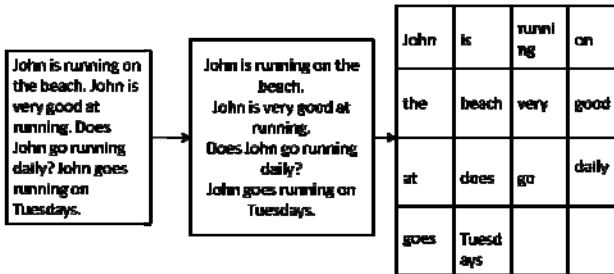 John is running on
the beach. John is
very good at
running. Does
John go running
daily? John goes
running on
Tuesdays.
John is running on the
beach.
John is very good at
running.
Does John go running
daily?
John goes running on
Tuesdays.
John is runni on
ng
the beach very good
at does go daily
goes Tuesd
ays